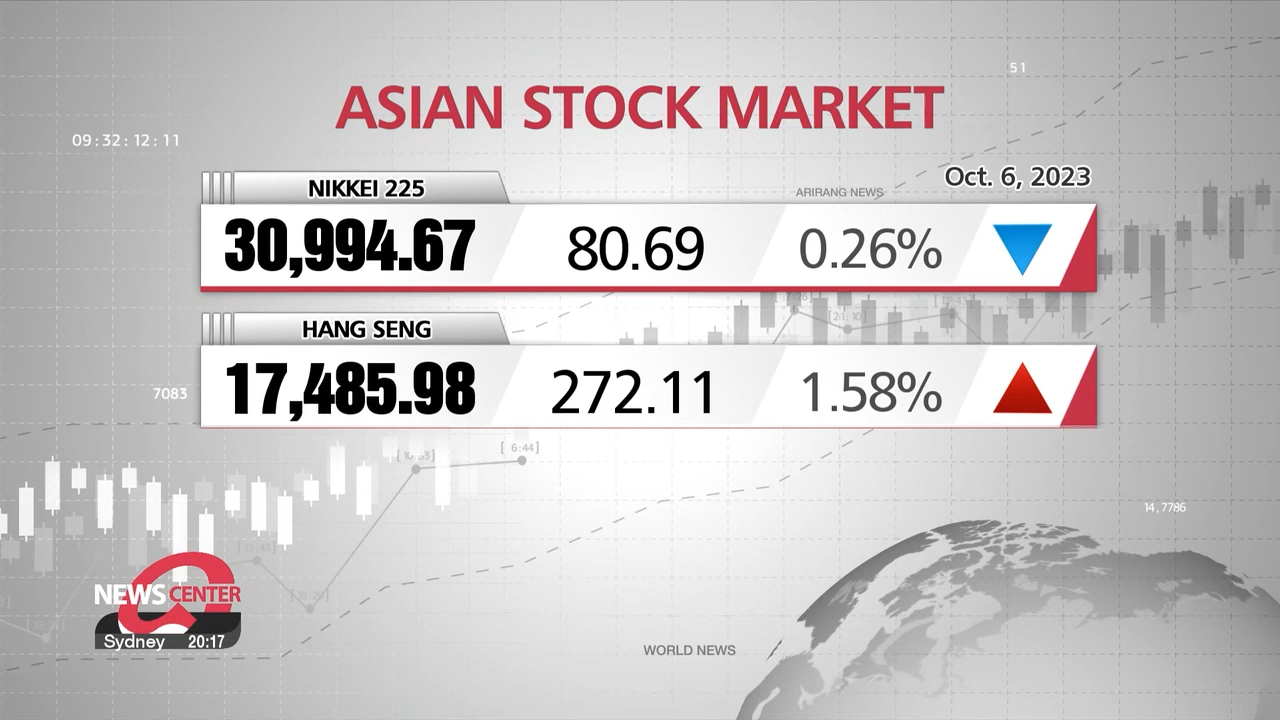 51
ASIAN STOCK MARKET
09:32:12:11
Oct. 6, 2023
NIKKEI 225
ARIRANG NEWS
30,994.67 80.69 0.26%
HANG SENG
17,485.98 272.11 1.58%
7083
[ 6:44]
14,7786
NEWS CENTER
Sydney 20:17
WORLD NEWS